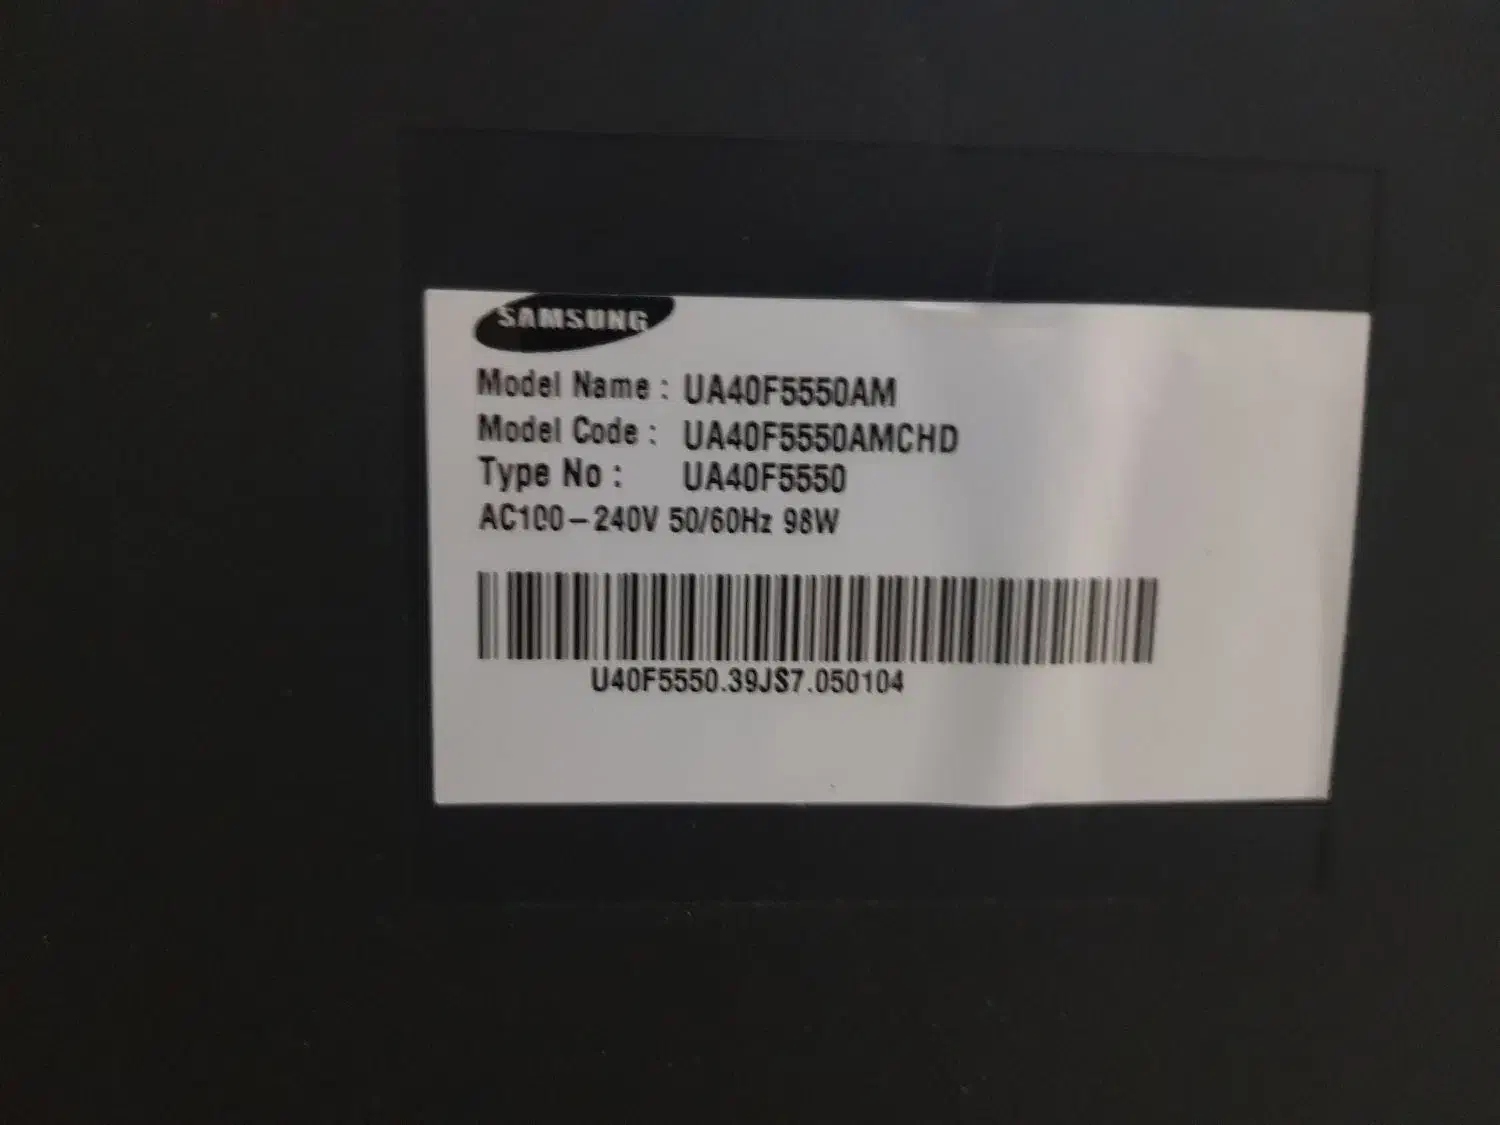 SAMSUNG
Model Name : UA40F5550AM
Model Code : UA40F5550AMCHD
Type No : UA40F5550
AC100-240V 50/60Hz 98W
U40F5550.39JS7.050104